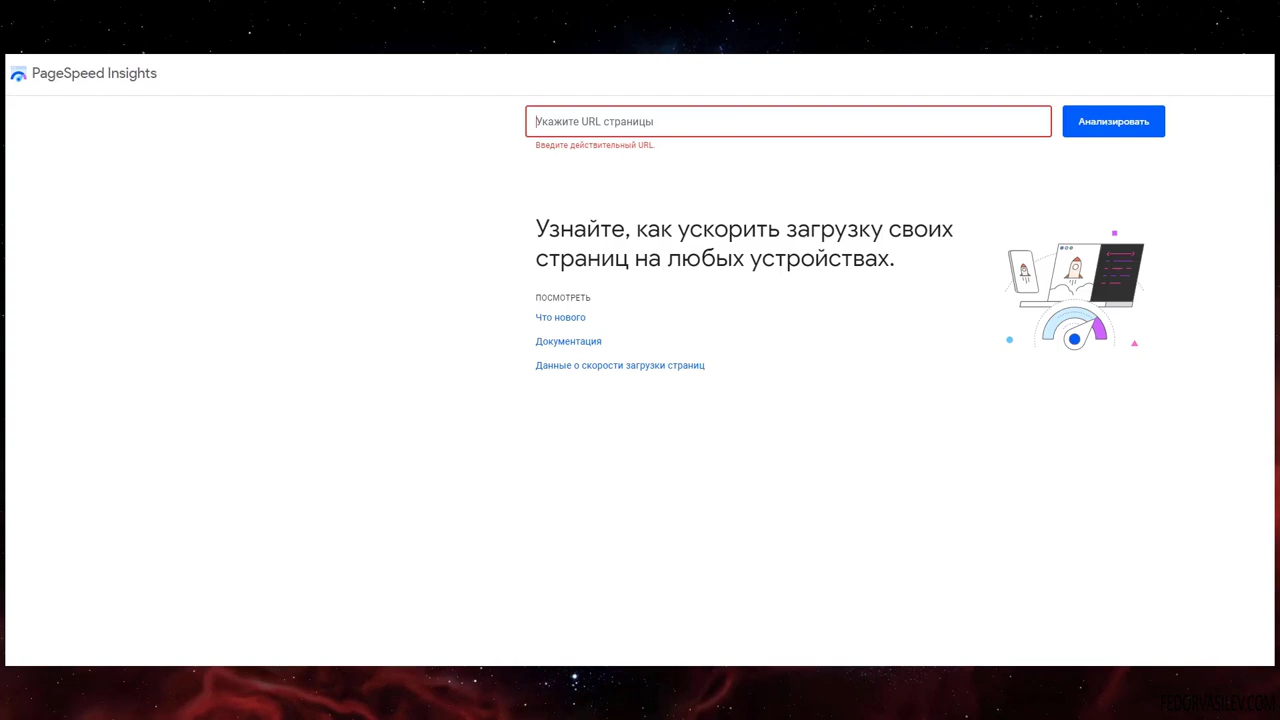 PageSpeed Insights
Укажите URL страницы
Анализировать
Введите действительный URL.
Узнайте, как ускорить загрузку своих
страниц на любых устройствах.
ПОСМОТРЕТЬ
Что нового
Документация
Данные о скорости загрузки страниц